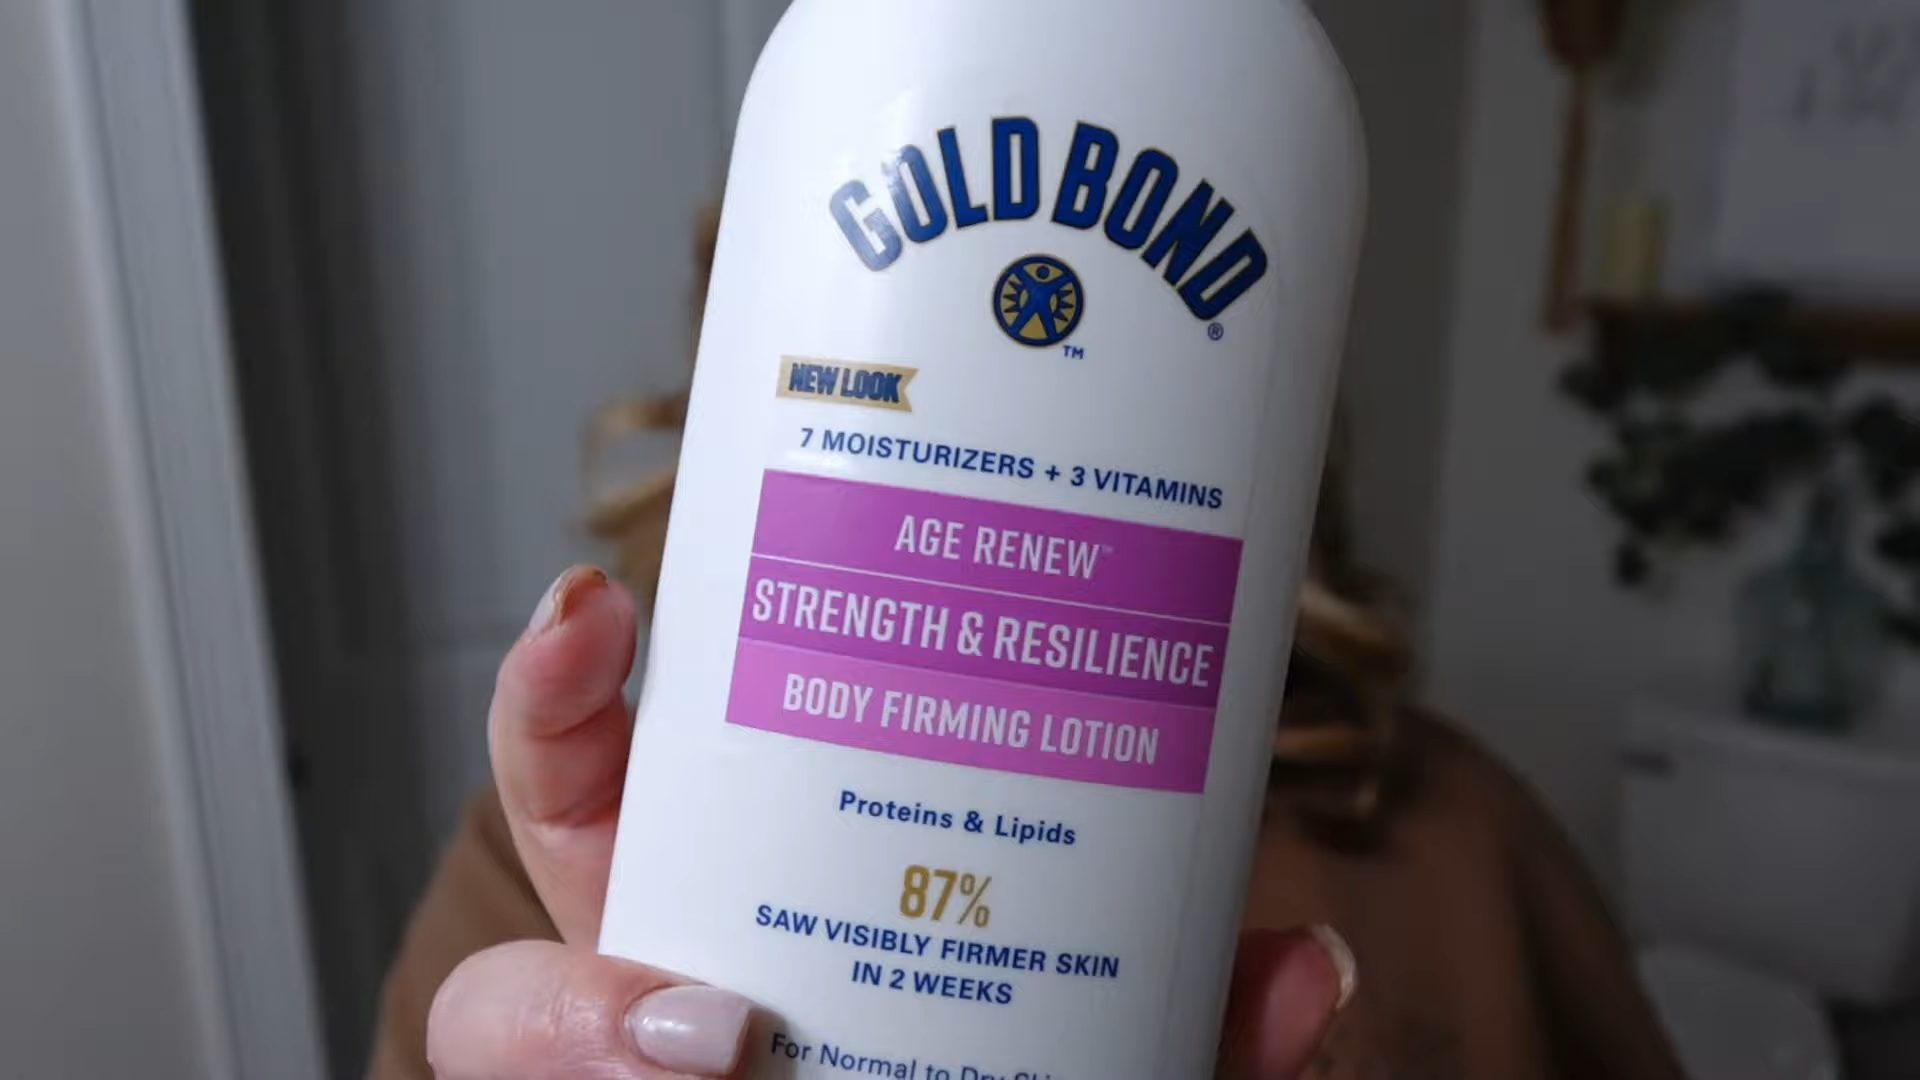 GOLD BOND®
TM
NEW LOOK
7 MOISTURIZERS + 3 VITAMINS
AGE RENEW™
STRENGTH & RESILIENCE
BODY FIRMING LOTION
Proteins & Lipids
87%
SAW VISIBLY FIRMER SKIN
IN 2 WEEKS
For Normal to Dry